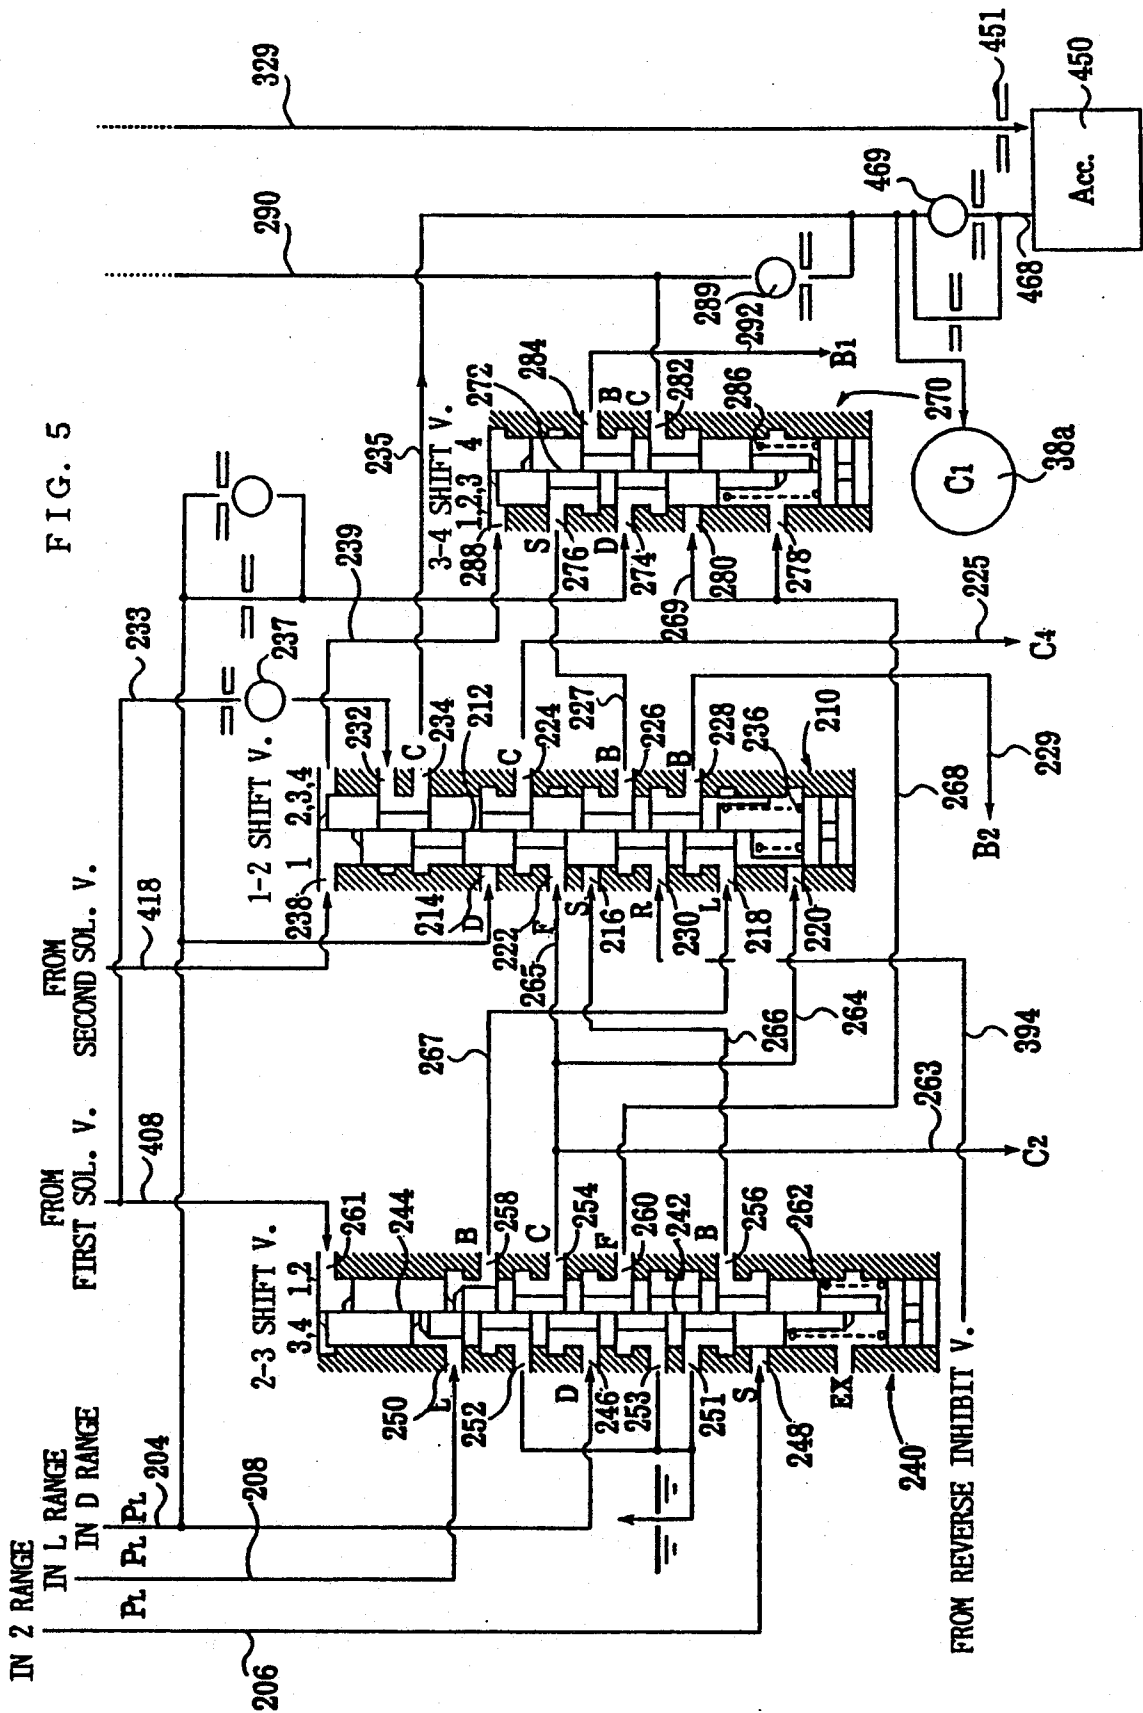 FIG. 5
IN 2 RANGE
IN L RANGE
IN D RANGE
PL
PL
PL
204
208
206
FROM
FIRST SOL. V.
408
FROM
SECOND SOL. V.
418
233
237
239
235
290
329
451
450
Acc.
469
468
289
292
B1
C1
38a
270
2-3 SHIFT V.
3,4
1,2
261
244
B
258
C
254
F
260
242
B
256
262
250
L
252
D
246
253
251
S
248
EX
240
267
265
266
264
263
C2
394
FROM REVERSE INHIBIT V.
1-2 SHIFT V.
1
2,3,4
238
232
C
234
212
C
224
B
226
B
228
236
210
214
D
222
F
S
216
R
230
L
218
220
227
229
B2
268
225
C4
3-4 SHIFT V.
1,2,3
4
288
S
276
D
274
269
280
278
272
284
B
C
282
286